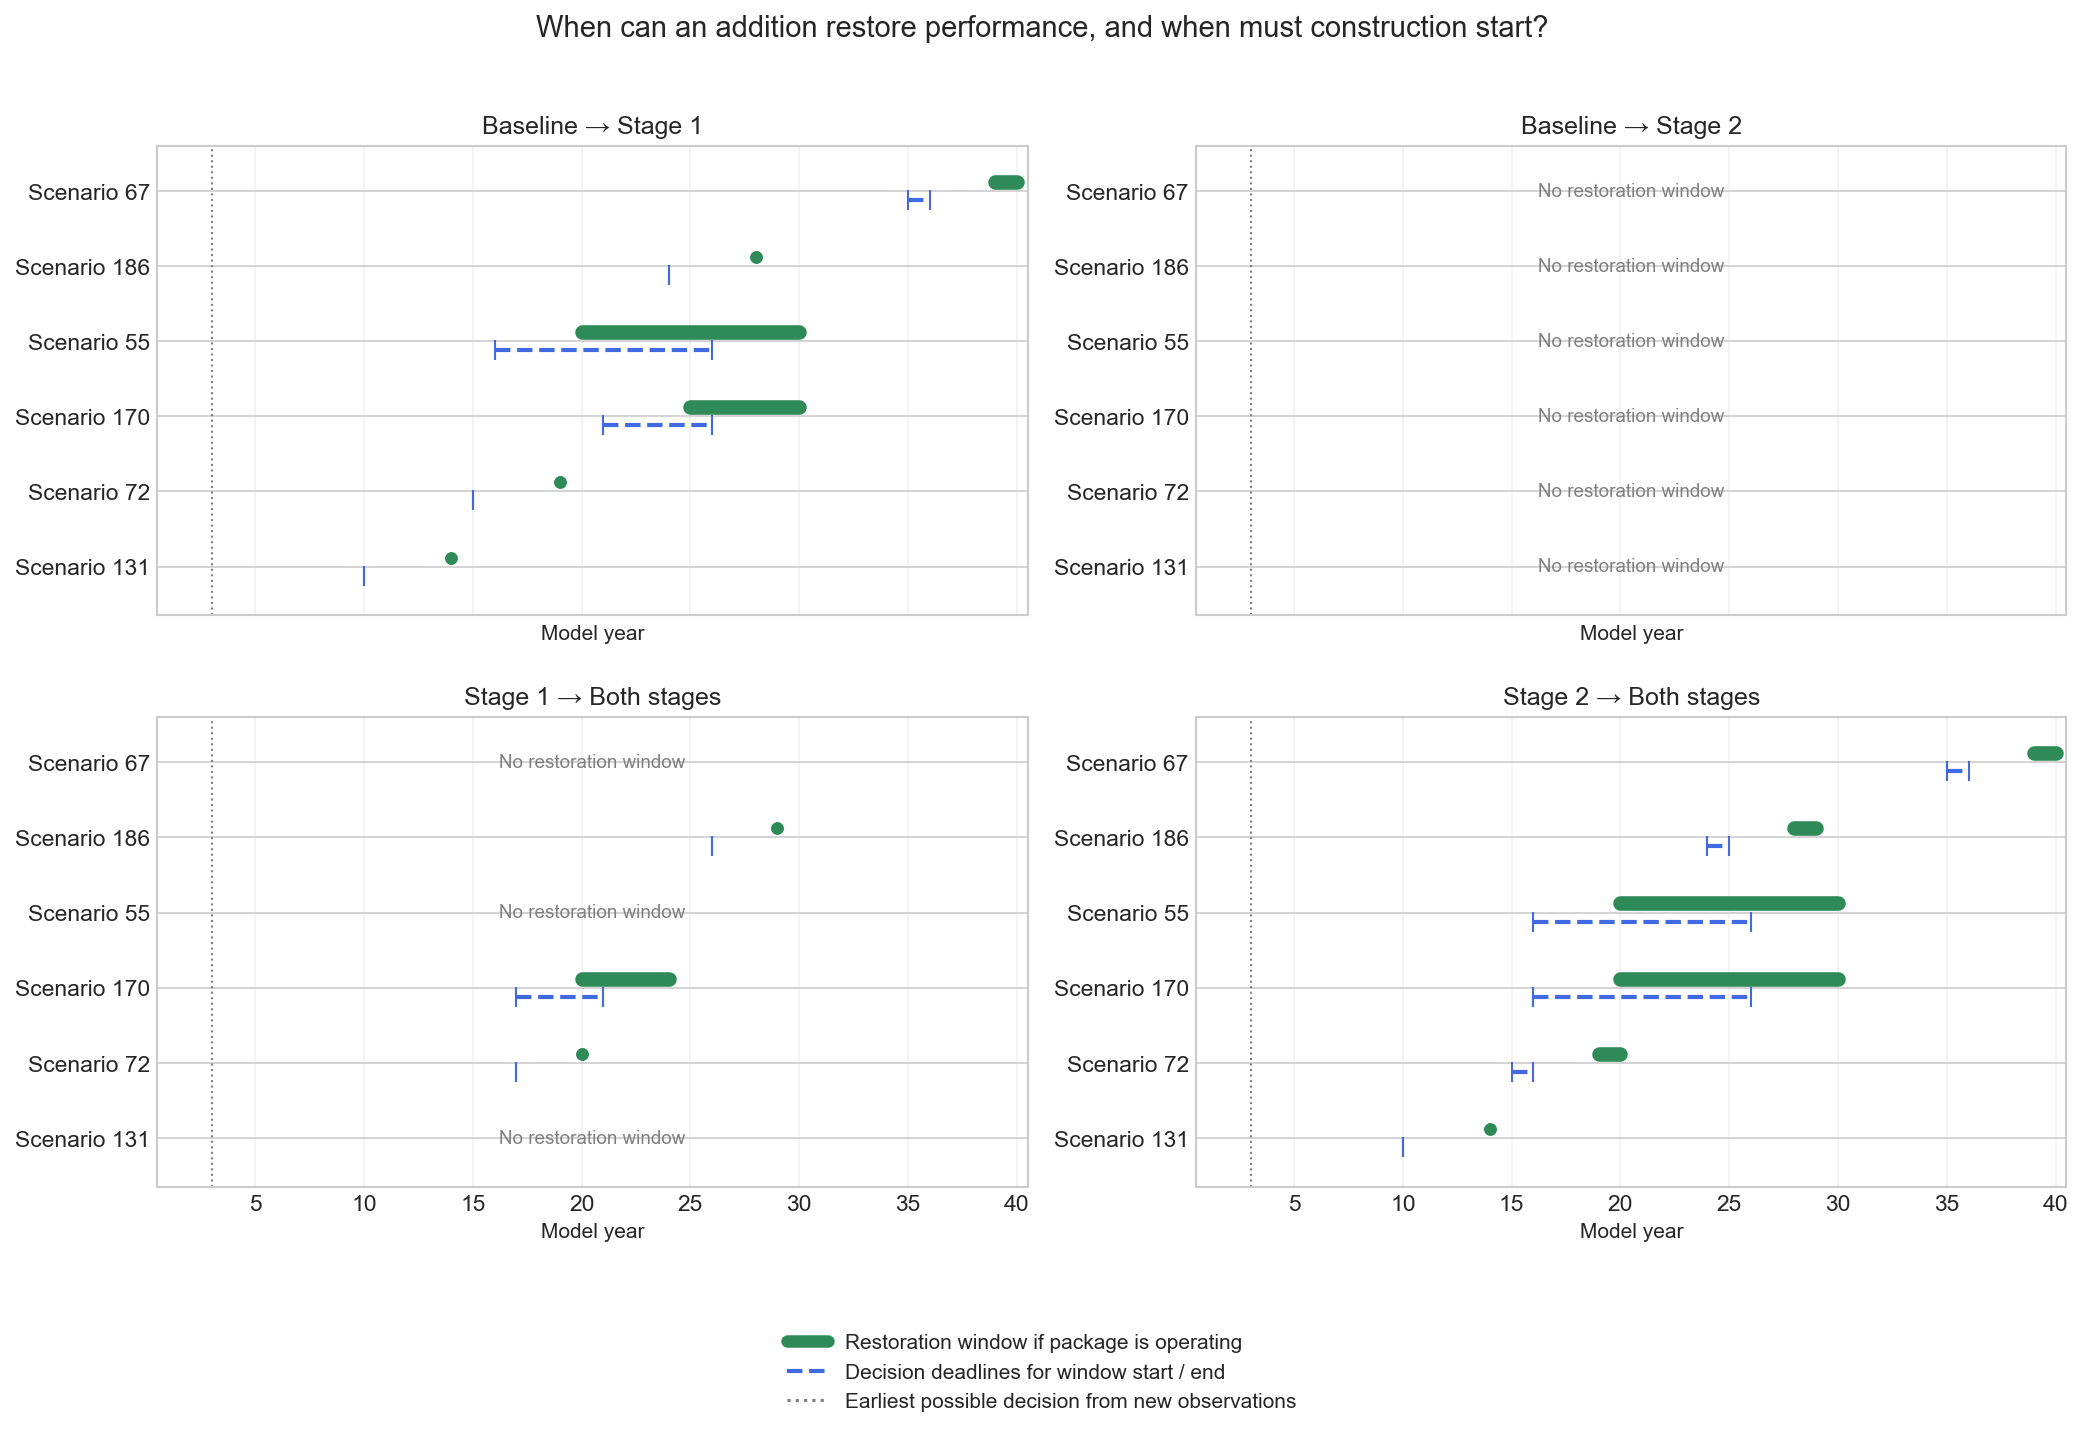 When can an addition restore performance, and when must construction start?
Baseline → Stage 1
Scenario 67
Scenario 186
Scenario 55
Scenario 170
Scenario 72
Scenario 131
Model year
Baseline → Stage 2
Scenario 67
No restoration window
Scenario 186
No restoration window
Scenario 55
No restoration window
Scenario 170
No restoration window
Scenario 72
No restoration window
Scenario 131
No restoration window
Model year
Stage 1 → Both stages
Scenario 67
No restoration window
Scenario 186
Scenario 55
No restoration window
Scenario 170
Scenario 72
Scenario 131
No restoration window
5 10 15 20 25 30 35 40
Model year
Stage 2 → Both stages
Scenario 67
Scenario 186
Scenario 55
Scenario 170
Scenario 72
Scenario 131
5 10 15 20 25 30 35 40
Model year
Restoration window if package is operating
Decision deadlines for window start / end
Earliest possible decision from new observations